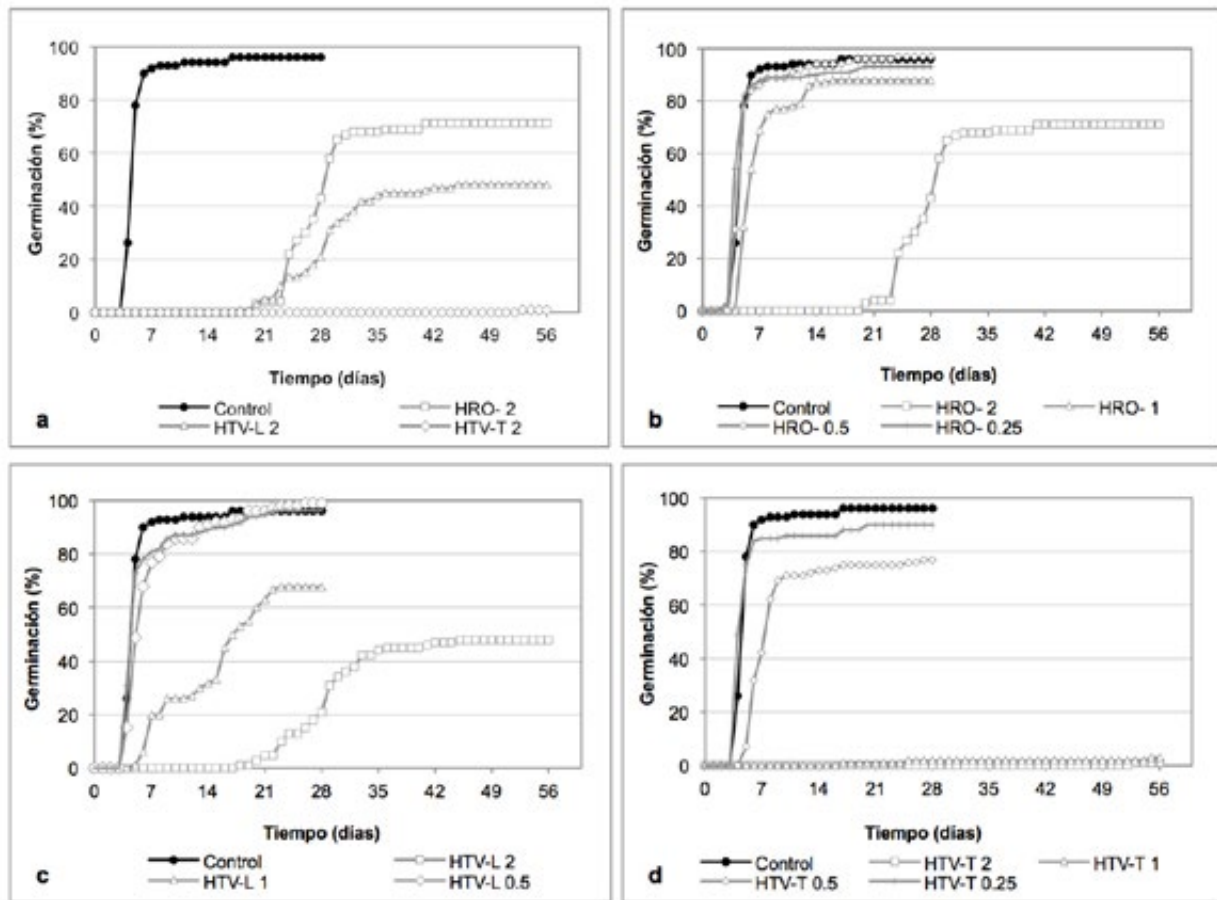 100
80
60
40
20
0
Germinación (%)
0 7 14 21 28 35 42 49 56
Tiempo (días)
Control HRO- 2
HTV-L 2 HTV-T 2
a
100
80
60
40
20
0
Germinación (%)
0 7 14 21 28 35 42 49 56
Tiempo (días)
Control HRO- 2 HRO- 1
HRO- 0.5 HRO- 0.25
b
100
80
60
40
20
0
Germinación (%)
0 7 14 21 28 35 42 49 56
Tiempo (días)
Control HTV-L 2
HTV-L 1 HTV-L 0.5
c
100
80
60
40
20
0
Germinación (%)
0 7 14 21 28 35 42 49 56
Tiempo (días)
Control HTV-T 2 HTV-T 1
HTV-T 0.5 HTV-T 0.25
d